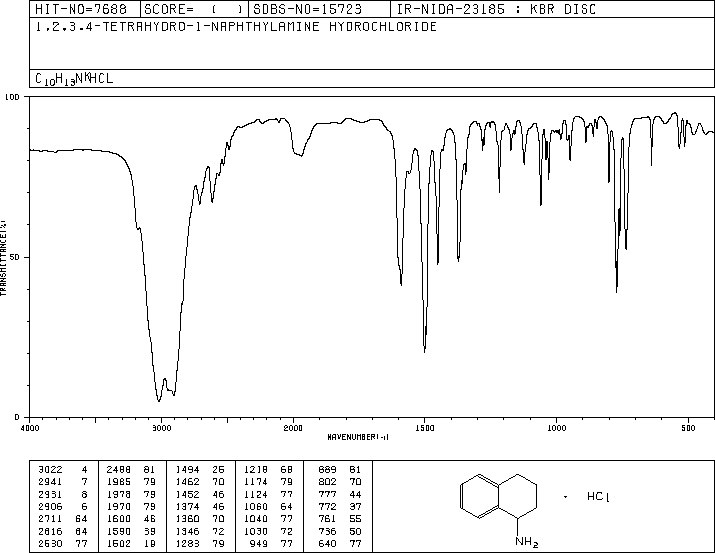 HIT-NO=7688 SCORE= ( ) SDBS-NO=15723 IR-NIDA-23185 : KBR DISC
1,2,3,4-TETRAHYDRO-1-NAPHTHYLAMINE HYDROCHLORIDE
C10H13N*HCL
100
50
0
TRANSMITTANCE(%)
4000 3000 2000 1500 1000 500
WAVENUMBER(-1)
3022 4 2488 81 1494 26 1218 68 889 81
2941 7 1985 79 1462 70 1174 79 802 70
2931 8 1978 79 1452 46 1124 77 777 44
2906 6 1970 79 1374 46 1060 64 772 37
2711 64 1600 46 1360 70 1040 77 761 55
2616 64 1590 39 1346 72 1030 72 736 50
2530 77 1502 19 1283 79 949 77 640 77
NH2
· HCl